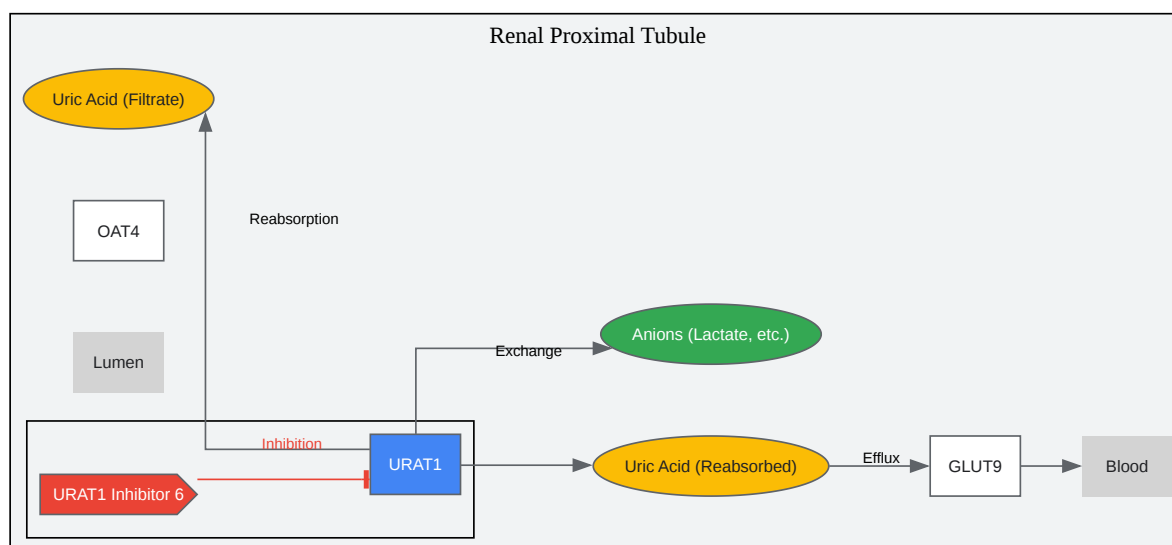 Renal Proximal Tubule
Uric Acid (Filtrate)
OAT4
Reabsorption
Lumen
Anions (Lactate, etc.)
Exchange
Inhibition
URAT1
Uric Acid (Reabsorbed)
Efflux
GLUT9
Blood
URAT1 Inhibitor 6